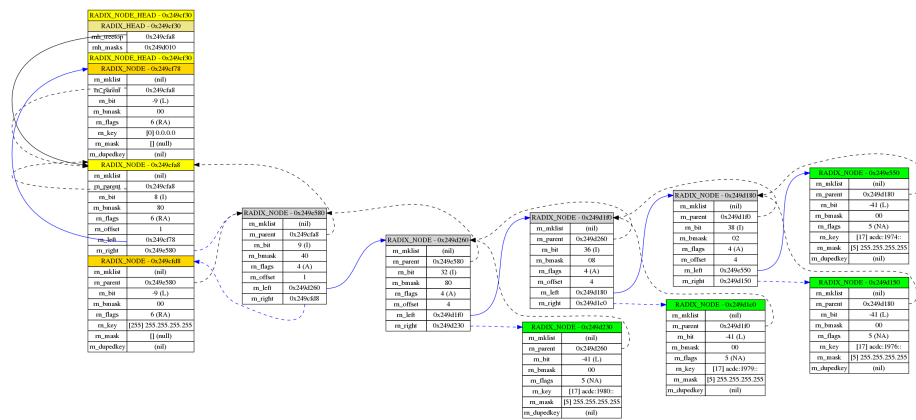 RADIX_NODE_HEAD - 0x249cf30
RADIX_HEAD - 0x249cf30
rnh_treetop 0x249cfa8
rnh_masks 0x249d010
RADIX_NODE_HEAD - 0x249cf30
RADIX_NODE - 0x249cf78
rn_mklist (nil)
rn_parent 0x249cfa8
rn_bit -9 (L)
rn_bmask 00
rn_flags 6 (RA)
rn_key [0] 0.0.0.0
rn_mask [] (null)
rn_dupedkey (nil)
RADIX_NODE - 0x249cfa8
rn_mklist (nil)
rn_parent 0x249cfa8
rn_bit 8 (I)
rn_bmask 80
rn_flags 6 (RA)
rn_offset 1
rn_left 0x249cf78
rn_right 0x249e580
RADIX_NODE - 0x249cfd8
rn_mklist (nil)
rn_parent 0x249e580
rn_bit -9 (L)
rn_bmask 00
rn_flags 6 (RA)
rn_key [255] 255.255.255.255
rn_mask [] (null)
rn_dupedkey (nil)
RADIX_NODE - 0x249e580
rn_mklist (nil)
rn_parent 0x249cfa8
rn_bit 9 (I)
rn_bmask 40
rn_flags 4 (A)
rn_offset 1
rn_left 0x249d260
rn_right 0x249cfd8
RADIX_NODE - 0x249d260
rn_mklist (nil)
rn_parent 0x249e580
rn_bit 32 (I)
rn_bmask 80
rn_flags 4 (A)
rn_offset 4
rn_left 0x249d1f0
rn_right 0x249d230
RADIX_NODE - 0x249d1f0
rn_mklist (nil)
rn_parent 0x249d260
rn_bit 36 (I)
rn_bmask 08
rn_flags 4 (A)
rn_offset 4
rn_left 0x249d180
rn_right 0x249d1c0
RADIX_NODE - 0x249d230
rn_mklist (nil)
rn_parent 0x249d260
rn_bit -41 (L)
rn_bmask 00
rn_flags 5 (NA)
rn_key [17] acdc:1980::
rn_mask [5] 255.255.255.255
rn_dupedkey (nil)
RADIX_NODE - 0x249d180
rn_mklist (nil)
rn_parent 0x249d1f0
rn_bit 38 (I)
rn_bmask 02
rn_flags 4 (A)
rn_offset 4
rn_left 0x249e550
rn_right 0x249d150
RADIX_NODE - 0x249d1c0
rn_mklist (nil)
rn_parent 0x249d1f0
rn_bit -41 (L)
rn_bmask 00
rn_flags 5 (NA)
rn_key [17] acdc:1979::
rn_mask [5] 255.255.255.255
rn_dupedkey (nil)
RADIX_NODE - 0x249e550
rn_mklist (nil)
rn_parent 0x249d180
rn_bit -41 (L)
rn_bmask 00
rn_flags 5 (NA)
rn_key [17] acdc:1974::
rn_mask [5] 255.255.255.255
rn_dupedkey (nil)
RADIX_NODE - 0x249d150
rn_mklist (nil)
rn_parent 0x249d180
rn_bit -41 (L)
rn_bmask 00
rn_flags 5 (NA)
rn_key [17] acdc:1976::
rn_mask [5] 255.255.255.255
rn_dupedkey (nil)